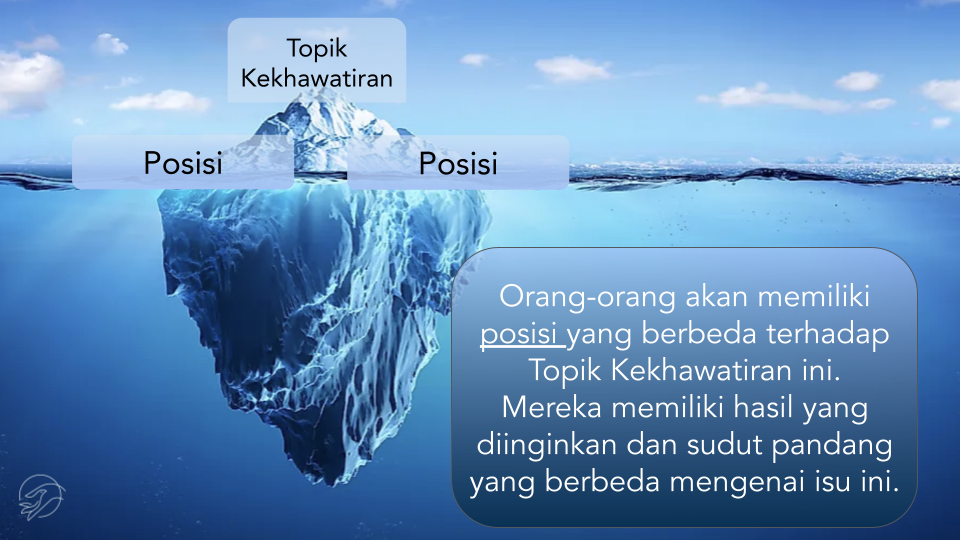 Topik
Kekhawatiran
Posisi
Posisi
Orang-orang akan memiliki
posisi yang berbeda terhadap
Topik Kekhawatiran ini.
Mereka memiliki hasil yang
diinginkan dan sudut pandang
yang berbeda mengenai isu ini.